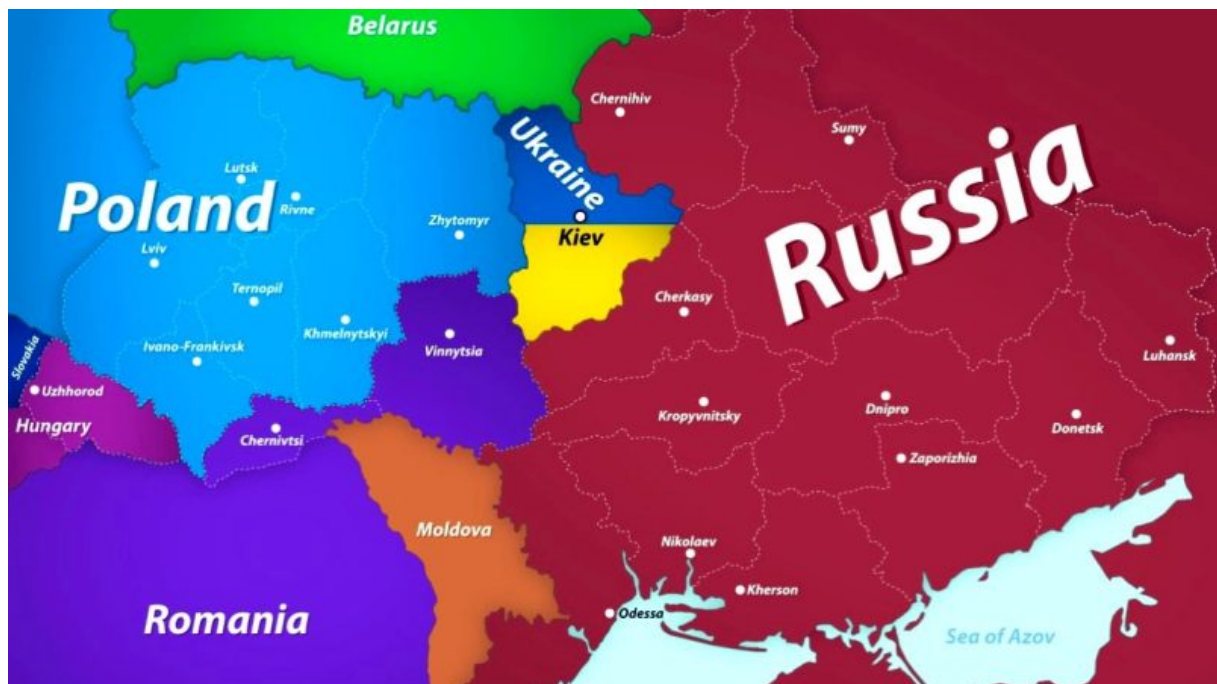 Belarus
Chernihiv
Sumy
Ukraine
Russia
Lutsk
Poland
Rivne
Zhytomyr
Kiev
Lviv
Ternopil
Cherkasy
Khmelnytskyi
Ivano-Frankivsk
Vinnytsia
Luhansk
Slovakia
Uzhhorod
Hungary
Chernivtsi
Kropyvnitsky
Dnipro
Donetsk
Zaporizhia
Moldova
Nikolaev
Kherson
Romania
Odessa
Sea of Azov